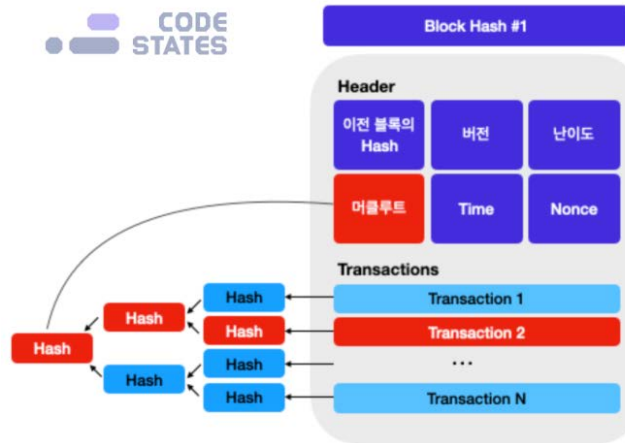 CODE
STATES
Block Hash #1
Header
이전 블록의
Hash
버전
난이도
머클루트
Time
Nonce
Transactions
Hash
Transaction 1
Hash
Hash
Transaction 2
Hash
Hash
...
Hash
Hash
Transaction N